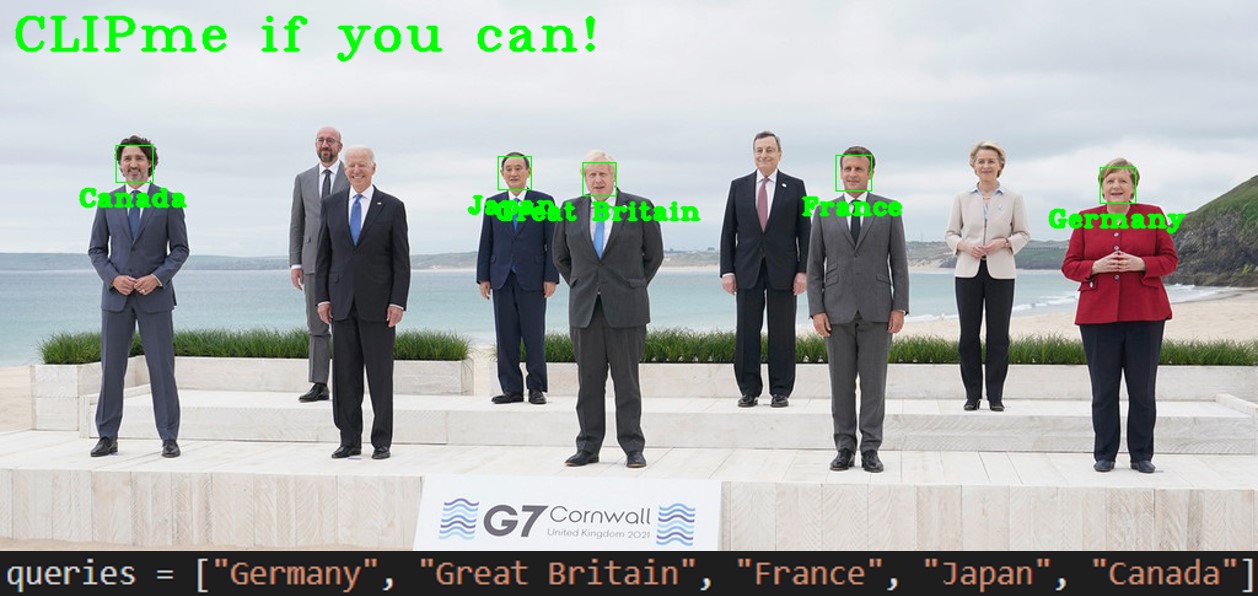 CLIPme if you can!
Canada
Japan
Great Britain
France
Germany
G7 Cornwall
United Kingdom 2021
queries = ["Germany", "Great Britain", "France", "Japan", "Canada"]